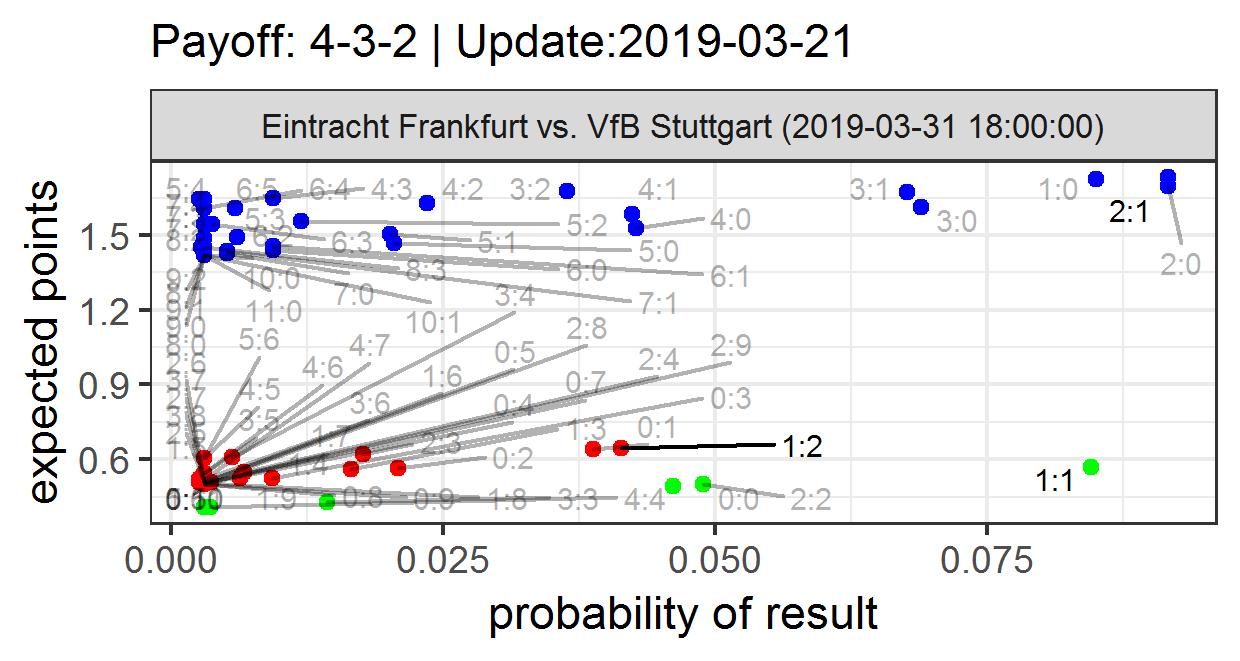 Payoff: 4-3-2 | Update:2019-03-21
Eintracht Frankfurt vs. VfB Stuttgart (2019-03-31 18:00:00)
expected points
1.5
1.2
0.9
0.6
5:4 6:5 6:4 4:3 4:2 3:2 4:1 3:1 1:0
2:1
5:3 5:2 4:0 3:0
6:2 6:3 5:1 5:0
2:0
10:0 8:3 6:0 6:1
11:0 7:0 3:4 7:1
10:1
5:6 4:7 2:8
4:6 0:5 2:4 2:9
4:5 1:6 0:7
3:6 0:4 0:3
3:5 1:7 2:3 1:3 0:1
1:2
1:4 0:2
1:1
1:9 0:8 0:9 1:8 3:3 4:4 0:0 2:2
0.000 0.025 0.050 0.075
probability of result